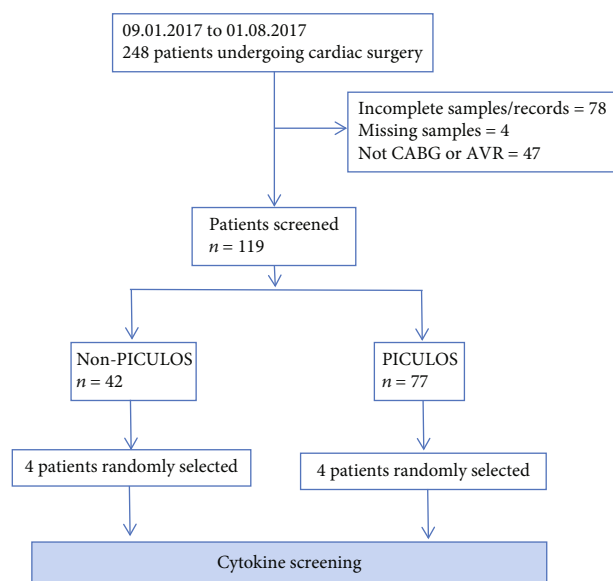 09.01.2017 to 01.08.2017
248 patients undergoing cardiac surgery
Incomplete samples/records = 78
Missing samples = 4
Not CABG or AVR = 47
Patients screened
n = 119
Non-PICULOS
n = 42
PICULOS
n = 77
4 patients randomly selected
4 patients randomly selected
Cytokine screening